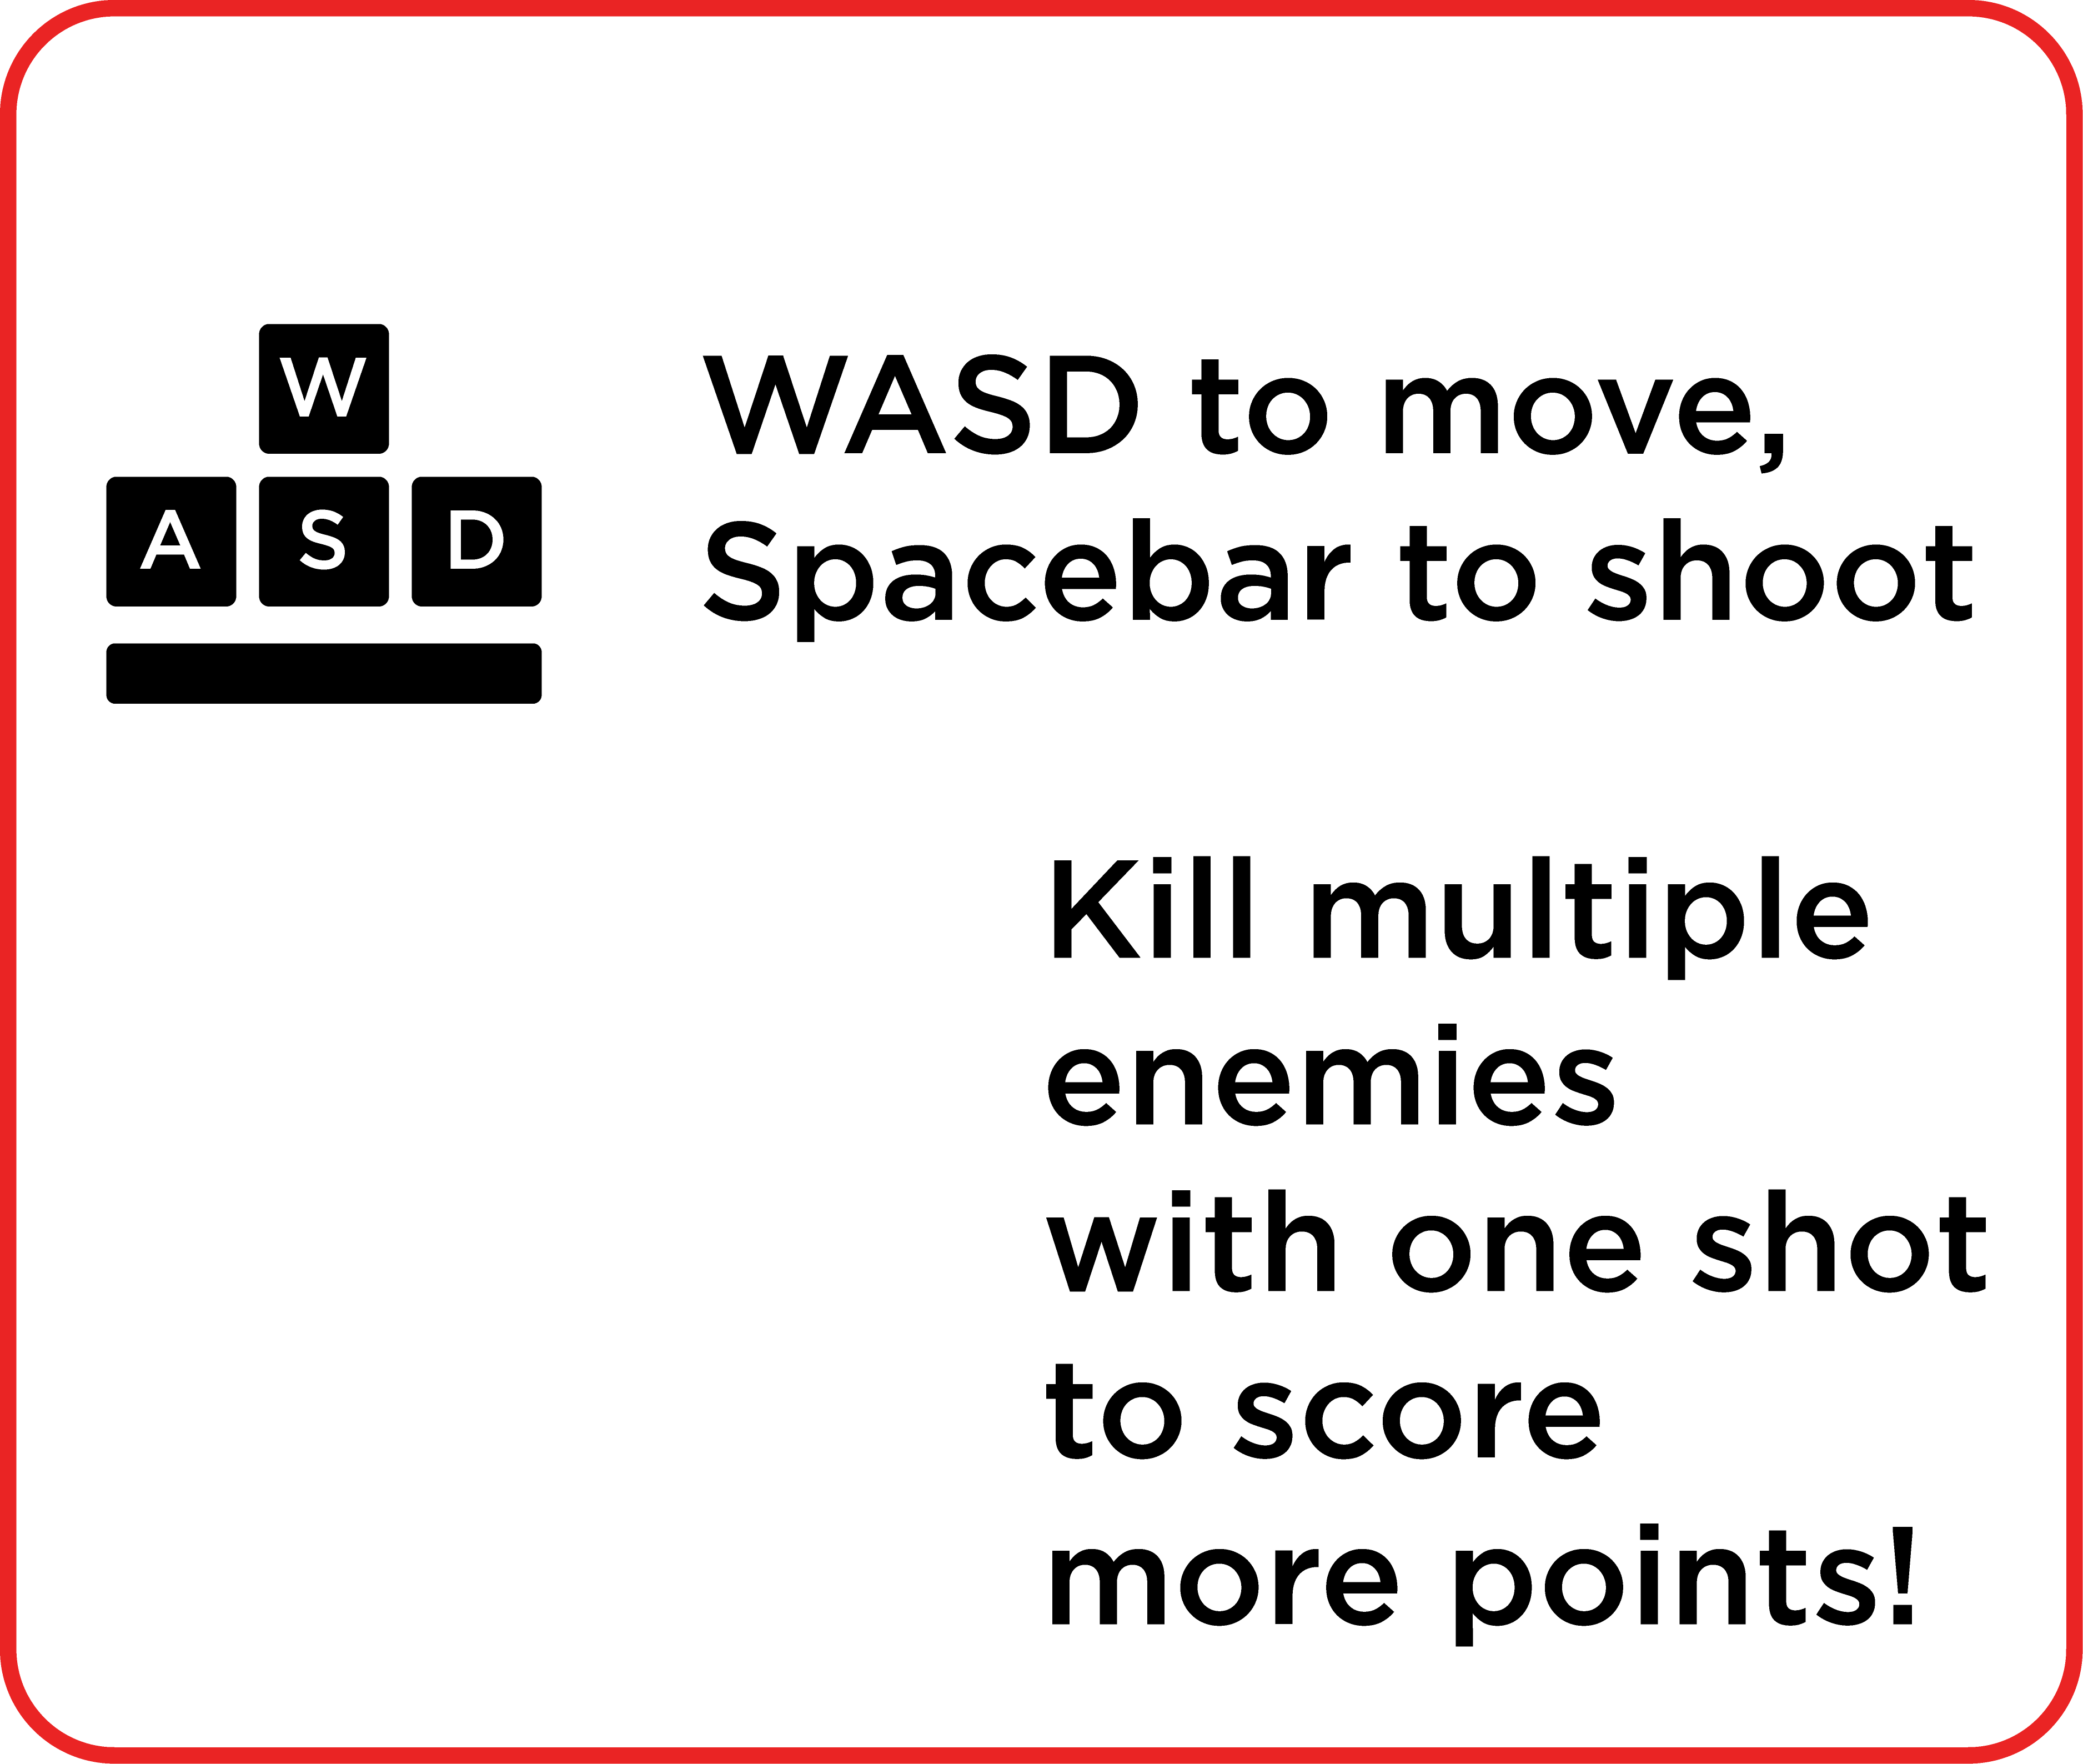 W
WASD to move,
A S D
Spacebar to shoot
Kill multiple
enemies
with one shot
to score
more points!